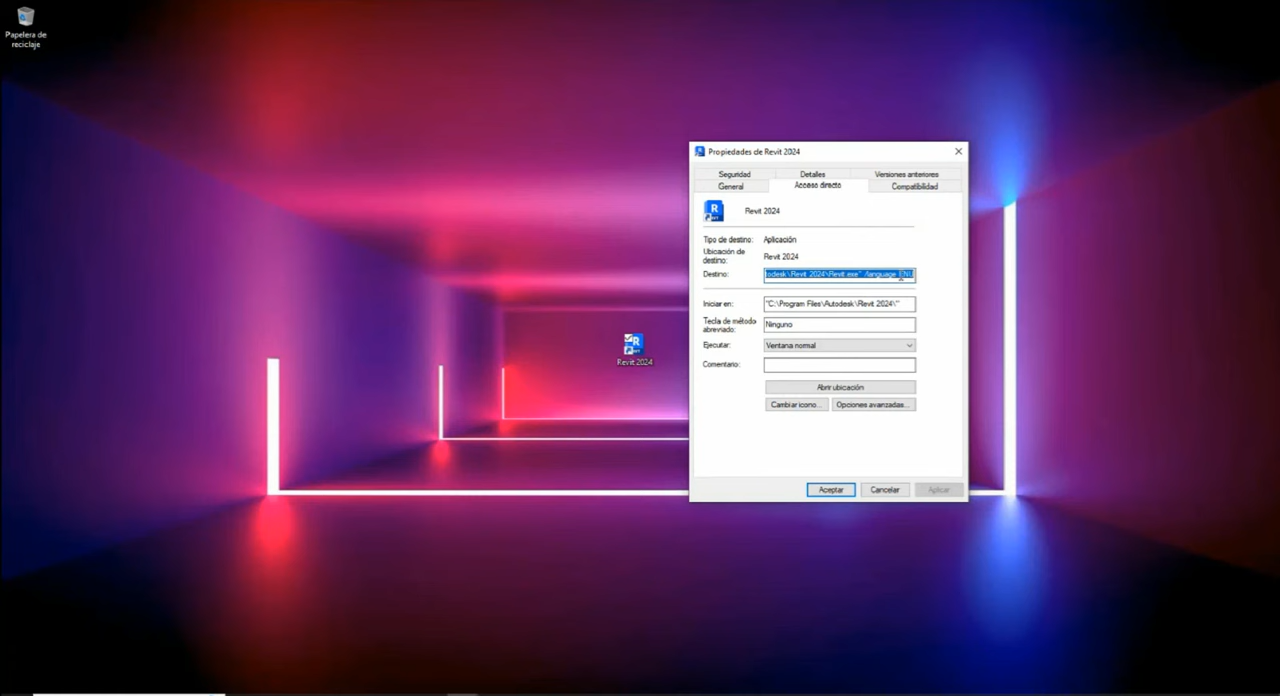 Papelera de
reciclaje
Propiedades de Revit 2024
Seguridad
Detalles
Versiones anteriores
General
Acceso directo
Compatibilidad
Revit 2024
Tipo de destino:
Aplicación
Ubicación de
destino:
Revit 2024
Destino:
odesk\Revit 2024\Revit.exe" /language ENU
Iniciar en:
"C:\Program Files\Autodesk\Revit 2024\"
Tecla de método
abreviado:
Ninguno
Ejecutar:
Ventana normal
Comentario:
Abrir ubicación
Cambiar icono...
Opciones avanzadas...
Aceptar
Cancelar
Aplicar
Revit 2024